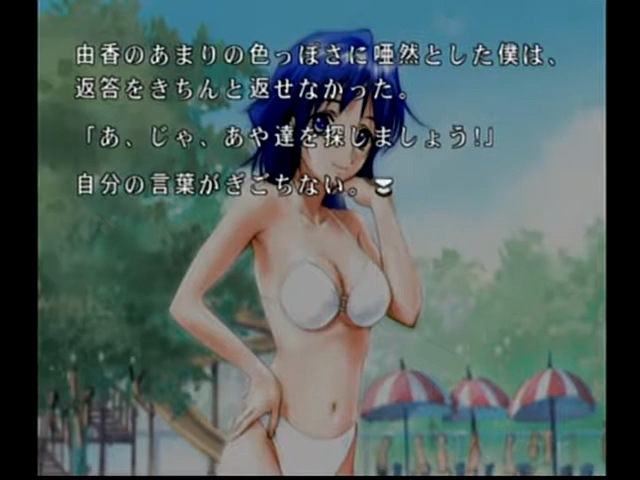 由香のあまりの色っぽさに唖然とした僕は、
返答をきちんと返せなかった。
「あ、じゃ、あや達を探しましょう!」
自分の言葉がぎごちない。